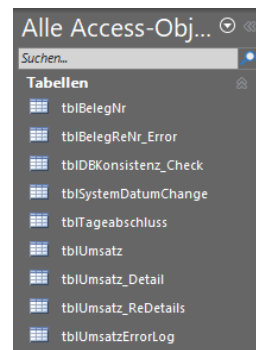 Alle Access-Obj...
Suchen...
Tabellen
tblBelegNr
tblBelegReNr_Error
tblDBKonsistenz_Check
tblSystemDatumChange
tblTageabschluss
tblUmsatz
tblUmsatz_Detail
tblUmsatz_ReDetails
tblUmsatzErrorLog